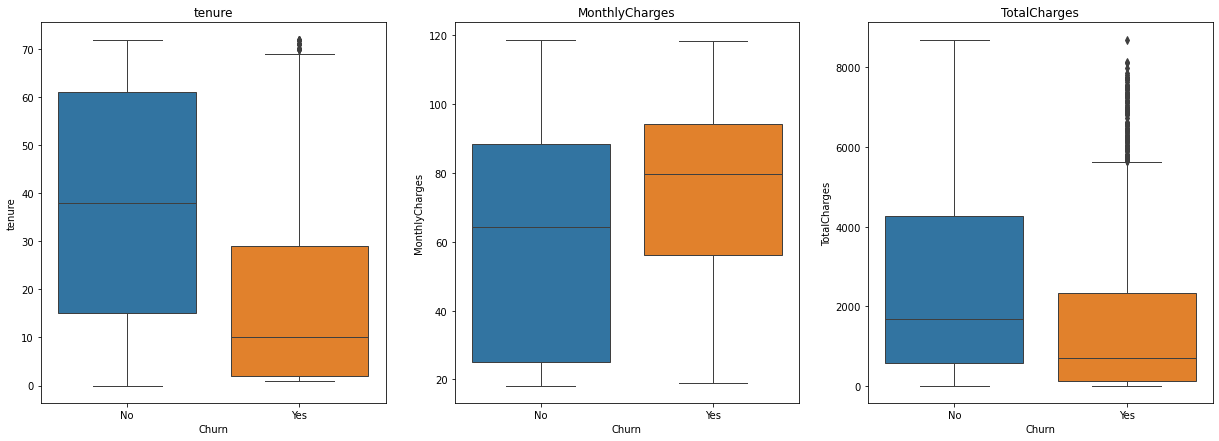 tenure
tenure
70
60
50
40
30
20
10
0
No Yes
Churn
MonthlyCharges
MonthlyCharges
120
100
80
60
40
20
No Yes
Churn
TotalCharges
TotalCharges
8000
6000
4000
2000
0
No Yes
Churn